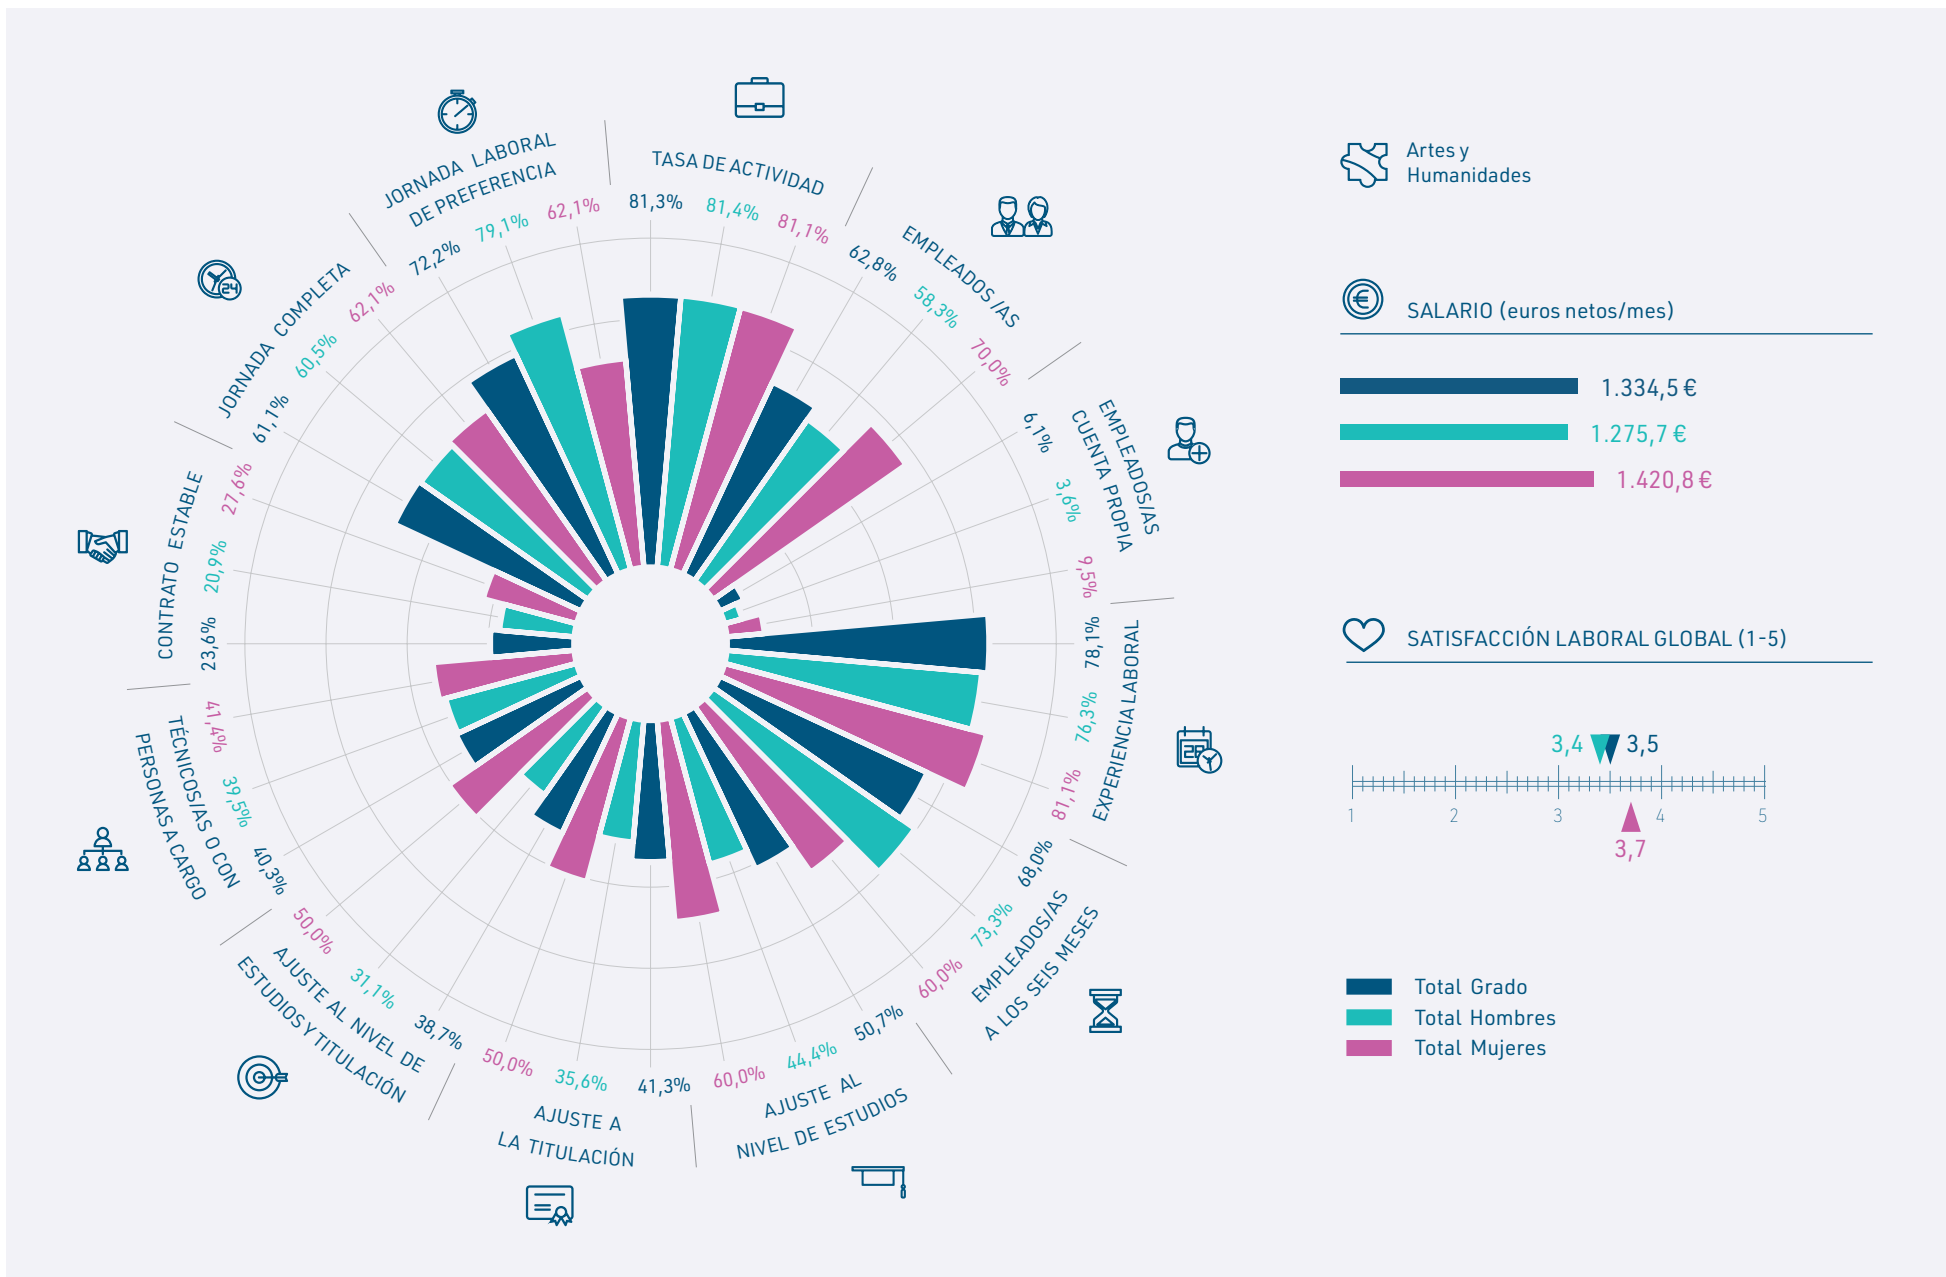 TASA DE ACTIVIDAD
81,3%
81,4%
81,1%
EMPLEADOS /AS
62,8%
58,3%
70,0%
EMPLEADOS/AS
CUENTA PROPIA
6,1%
3,6%
9,5%
EXPERIENCIA LABORAL
78,1%
76,3%
81,1%
EMPLEADOS/AS
A LOS SEIS MESES
68,0%
73,3%
60,0%
AJUSTE AL
NIVEL DE ESTUDIOS
50,7%
44,4%
60,0%
AJUSTE A
LA TITULACIÓN
41,3%
35,6%
50,0%
AJUSTE AL NIVEL DE
ESTUDIOS Y TITULACIÓN
38,7%
31,1%
50,0%
TÉCNICOS/AS O CON
PERSONAS A CARGO
40,3%
39,5%
41,4%
CONTRATO ESTABLE
23,6%
20,9%
27,6%
JORNADA COMPLETA
61,1%
60,5%
62,1%
24
JORNADA LABORAL
DE PREFERENCIA
72,2%
79,1%
62,1%
Artes y
Humanidades
€
SALARIO (euros netos/mes)
1.334,5 €
1.275,7 €
1.420,8 €
SATISFACCIÓN LABORAL GLOBAL (1-5)
3,4
3,5
1 2 3 4 5
3,7
Total Grado
Total Hombres
Total Mujeres